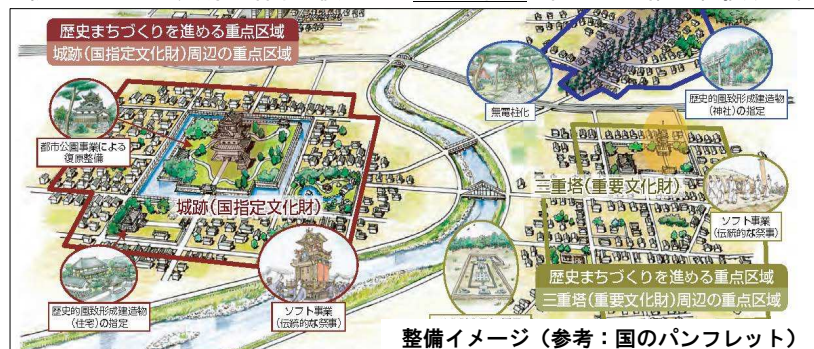 歴史まちづくりを進める重点区域
城跡(国指定文化財)周辺の重点区域
都市公園事業による
復原整備
城跡(国指定文化財)
歴史的風致形成建造物
(住宅)の指定
ソフト事業
(伝統的な祭事)
無電柱化
歴史的風致形成建造物
(神社)の指定
三重塔(重要文化財)
ソフト事業
(伝統的な祭事)
歴史まちづくりを進める重点区域
三重塔(重要文化財)周辺の重点区域
整備イメージ(参考:国のパンフレット)